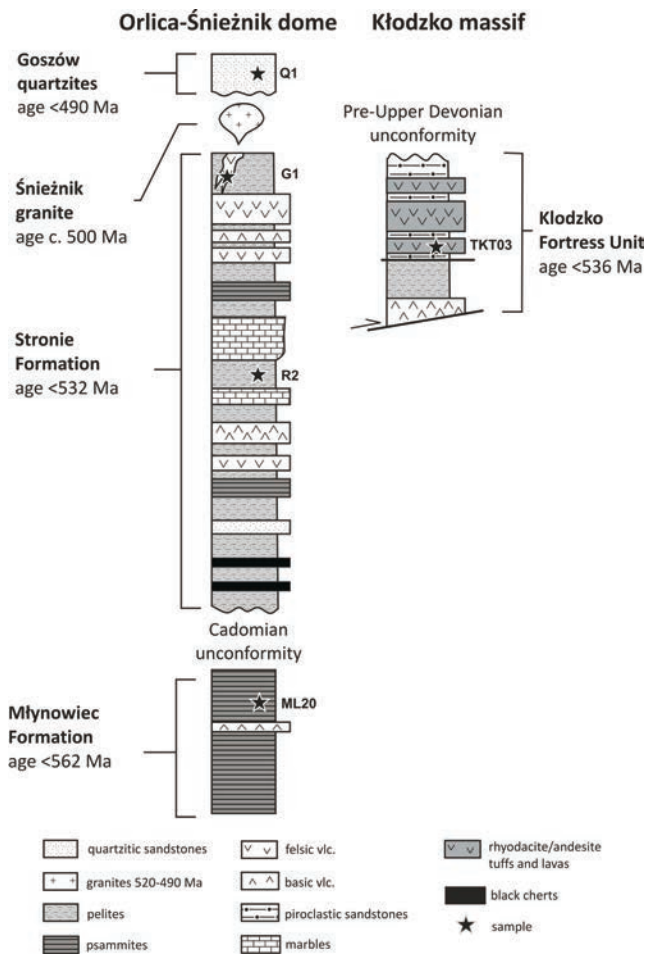 Orlica-Śnieżnik dome
Kłodzko massif
Goszów
quartzites
age <490 Ma
Q1
Pre-Upper Devonian
unconformity
Śnieżnik
granite
age c. 500 Ma
G1
Klodzko
Fortress Unit
age <536 Ma
TKT03
Stronie
Formation
age <532 Ma
R2
Cadomian
unconformity
Młynowiec
Formation
age <562 Ma
ML20
quartzitic sandstones
felsic vlc.
rhyodacite/andesite
tuffs and lavas
granites 520-490 Ma
basic vlc.
black cherts
pelites
piroclastic sandstones
sample
psammites
marbles